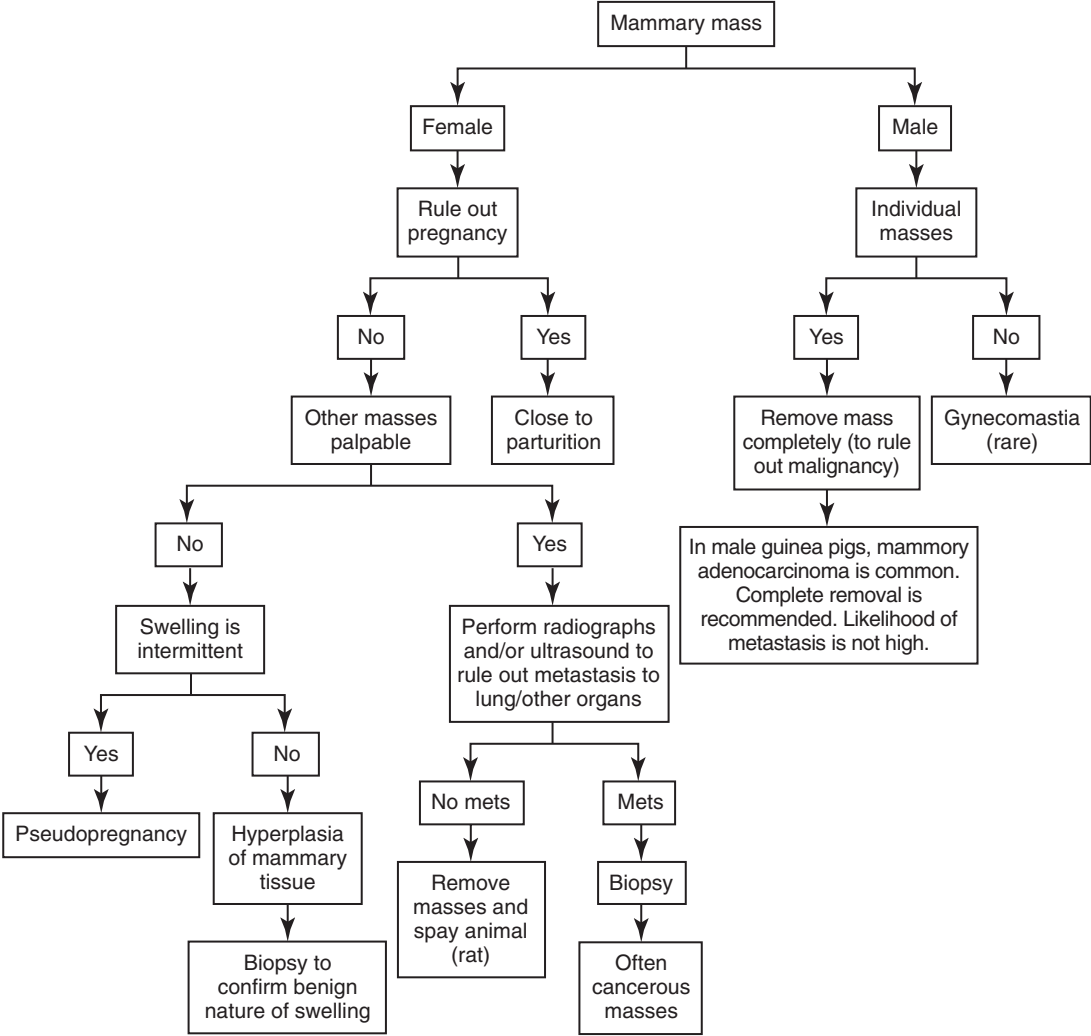 Mammary mass
Female
Male
Rule out
pregnancy
Individual
masses
No
Yes
Yes
No
Other masses
palpable
Close to
parturition
Remove mass
completely (to rule
out malignancy)
Gynecomastia
(rare)
No
Yes
In male guinea pigs, mammory
adenocarcinoma is common.
Complete removal is
recommended. Likelihood of
metastasis is not high.
Swelling is
intermittent
Perform radiographs
and/or ultrasound to
rule out metastasis to
lung/other organs
Yes
No
No mets
Mets
Pseudopregnancy
Hyperplasia
of mammary
tissue
Remove
masses and
spay animal
(rat)
Biopsy
Biopsy to
confirm benign
nature of swelling
Often
cancerous
masses